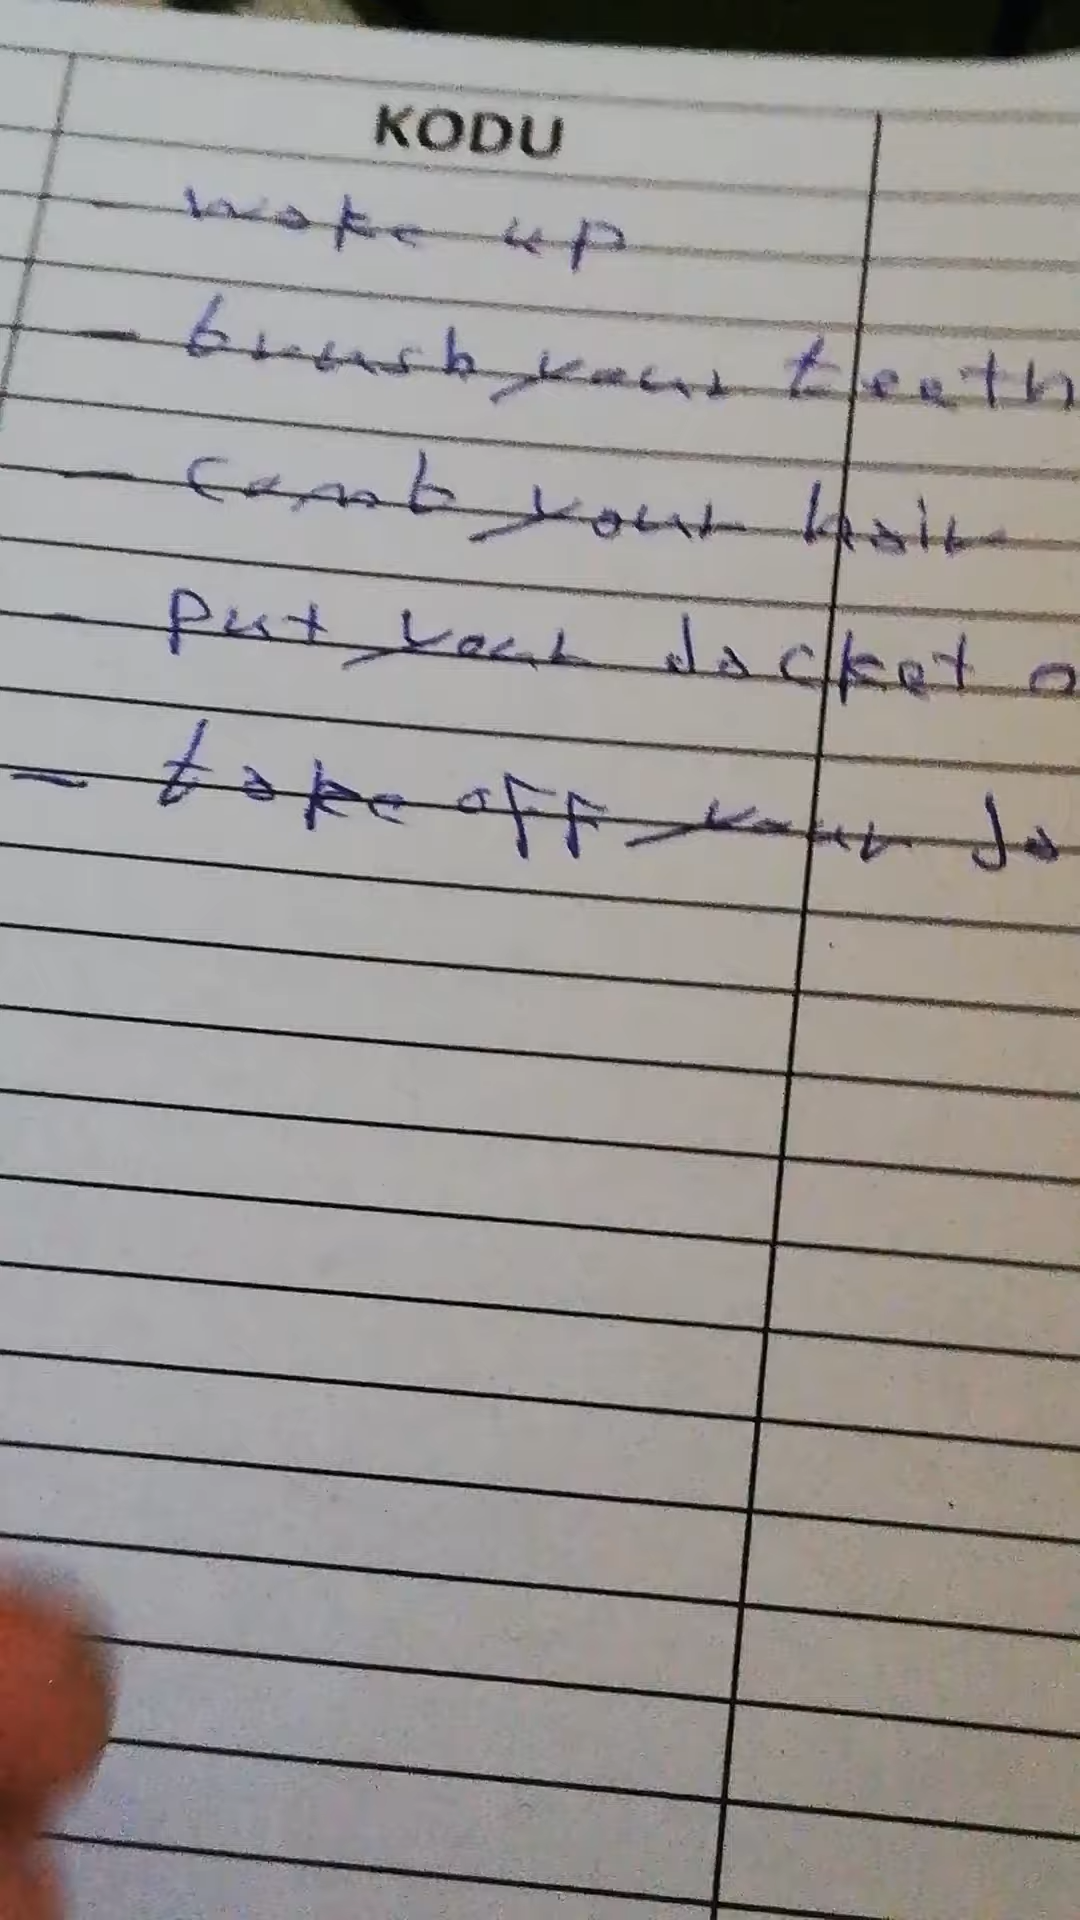 KODU
- wake up
- brush your teeth
- comb your hair
- Put your Jacket o
- take off your Ja